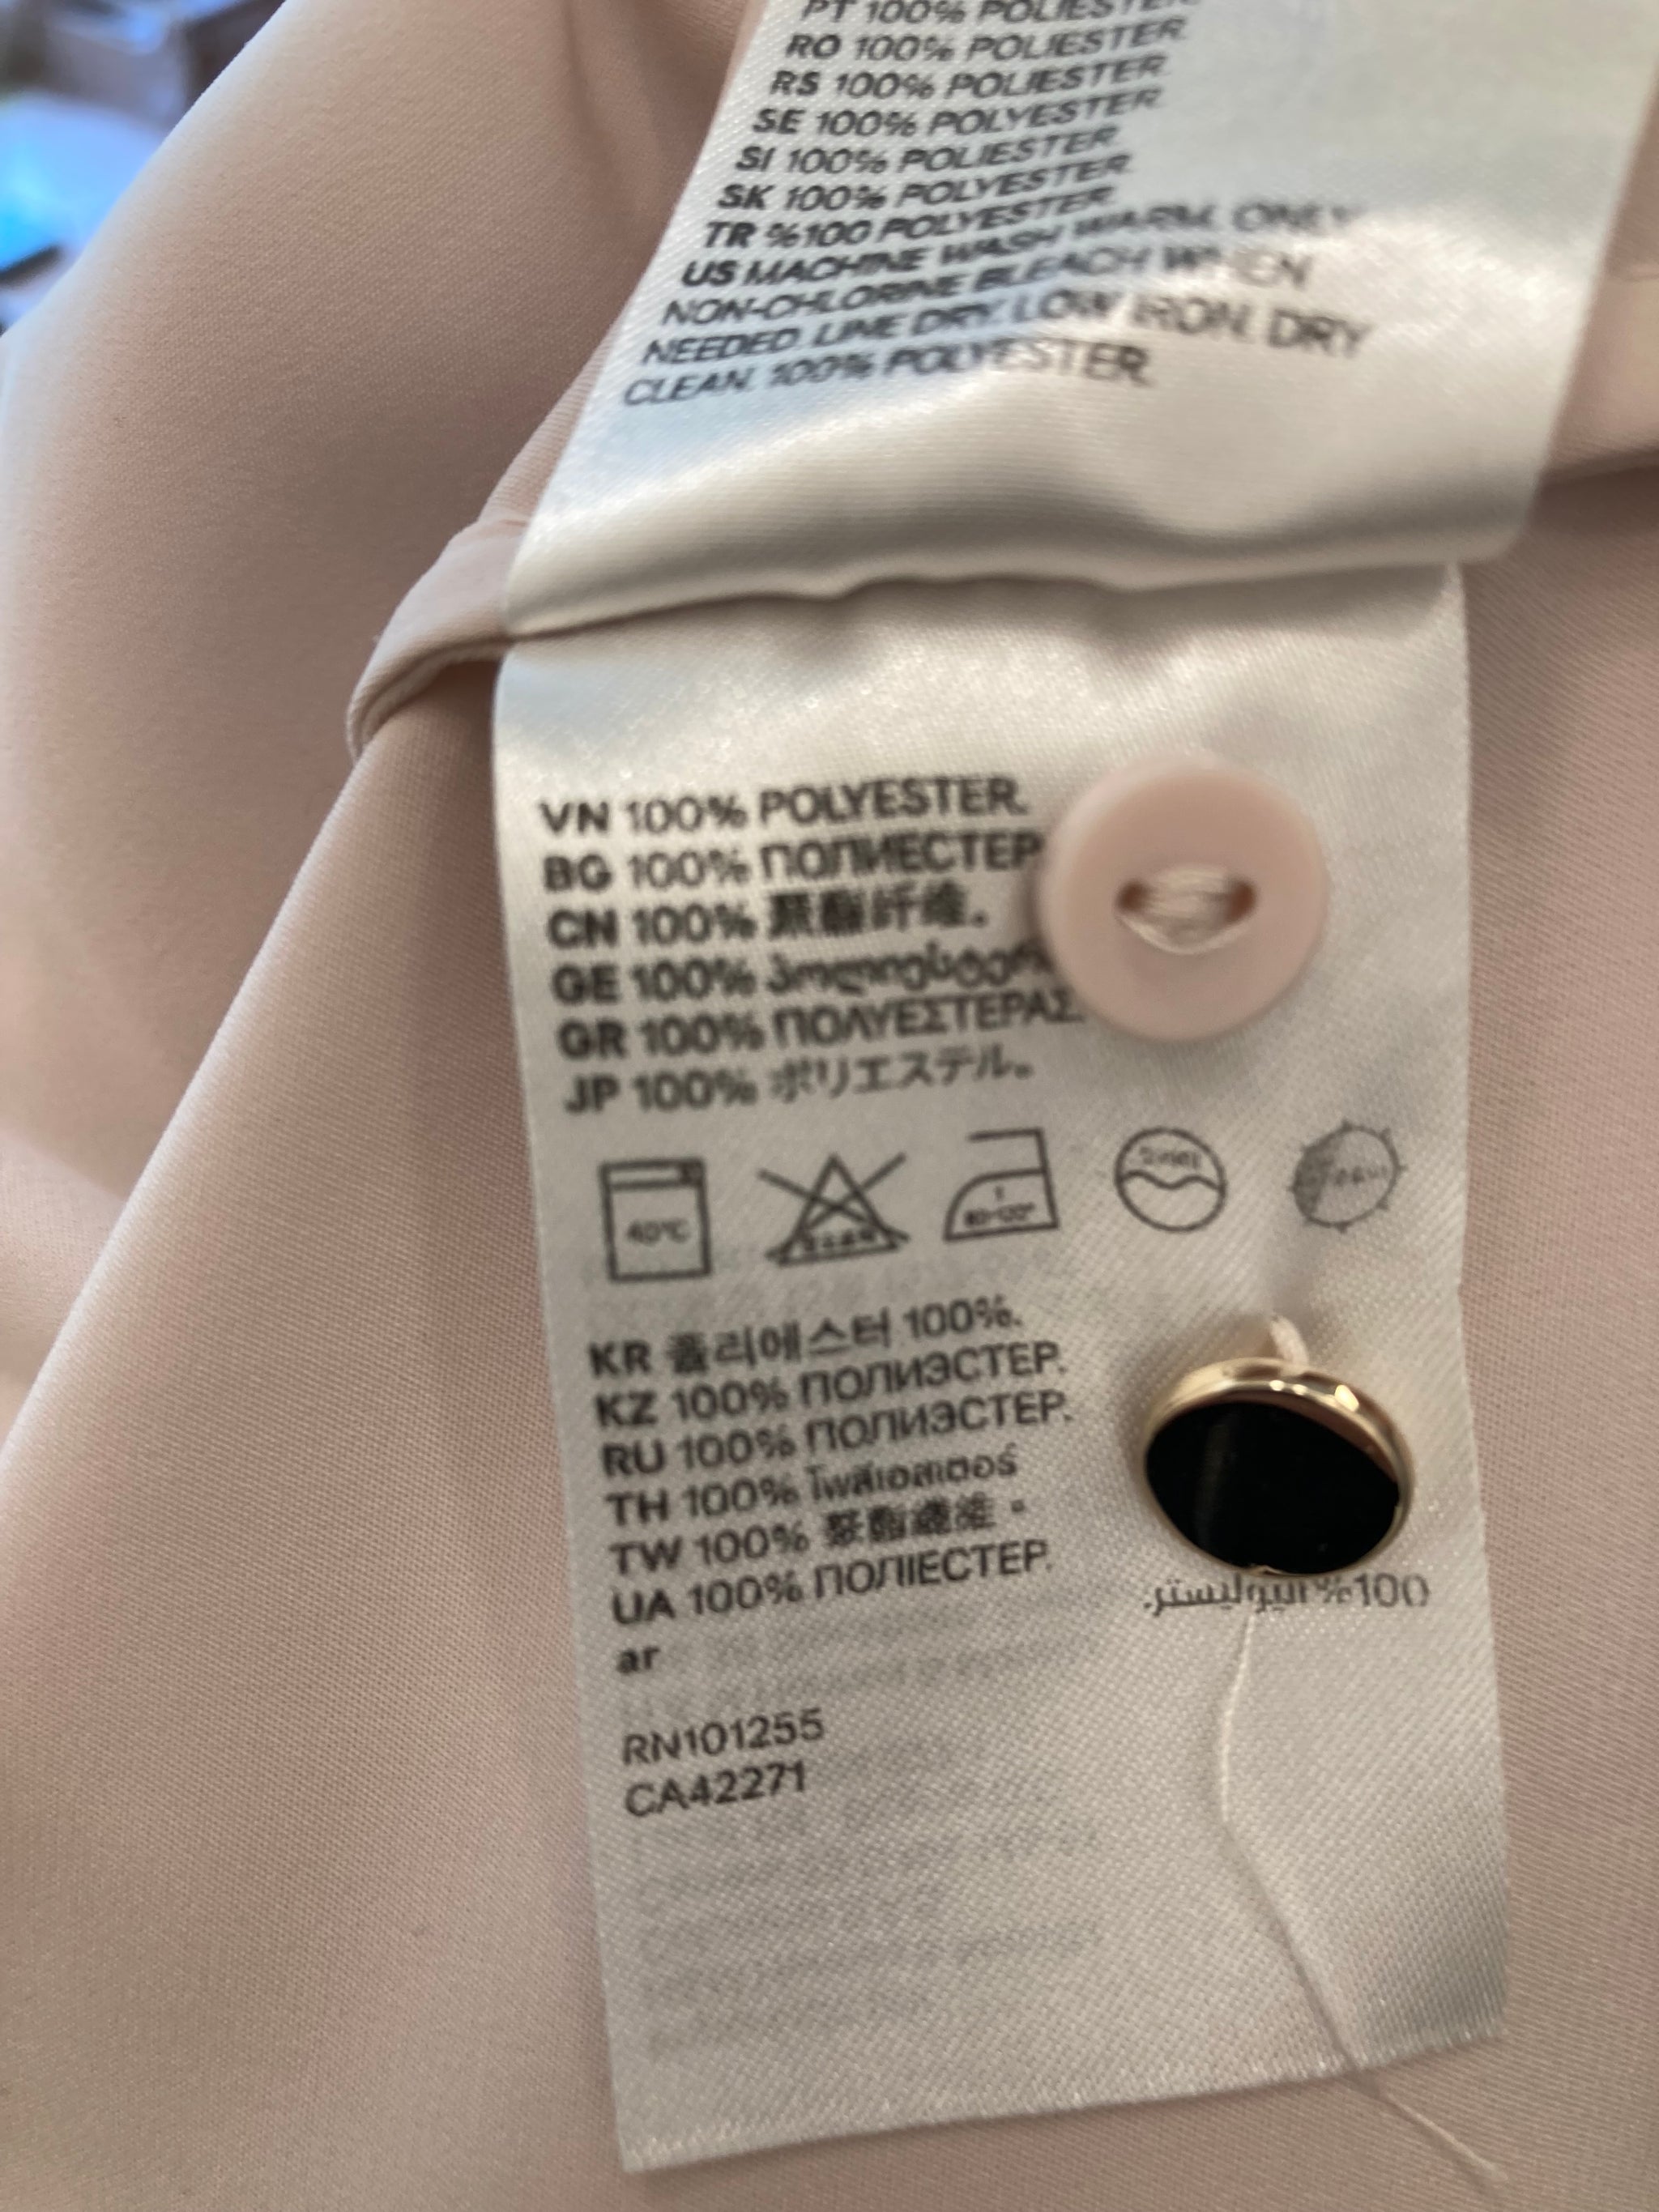 PT 100% POLIESTER.
RO 100% POLIESTER.
RS 100% POLIESTER.
SE 100% POLYESTER.
SI 100% POLIESTER.
SK 100% POLYESTER.
TR %100 POLYESTER.
US MACHINE WASH WARM. ONLY
NON-CHLORINE BLEACH WHEN
NEEDED. LINE DRY. LOW IRON. DRY
CLEAN. 100% POLYESTER.
VN 100% POLYESTER.
BG 100% ПОЛИЕСТЕР
CN 100% 聚酯纤维。
GE 100% პოლიესტერი
GR 100% ΠΟΛΥΕΣΤΕΡΑΣ.
JP 100% ポリエステル。
40°C
80~120°
KR 폴리에스터 100%.
KZ 100% ПОЛИЭСТЕР.
RU 100% ПОЛИЭСТЕР.
TH 100% โพลีเอสเตอร์
TW 100% 聚酯纖維。
UA 100% ПОЛІЕСТЕР.
100% البوليستر.
ar
RN101255
CA42271